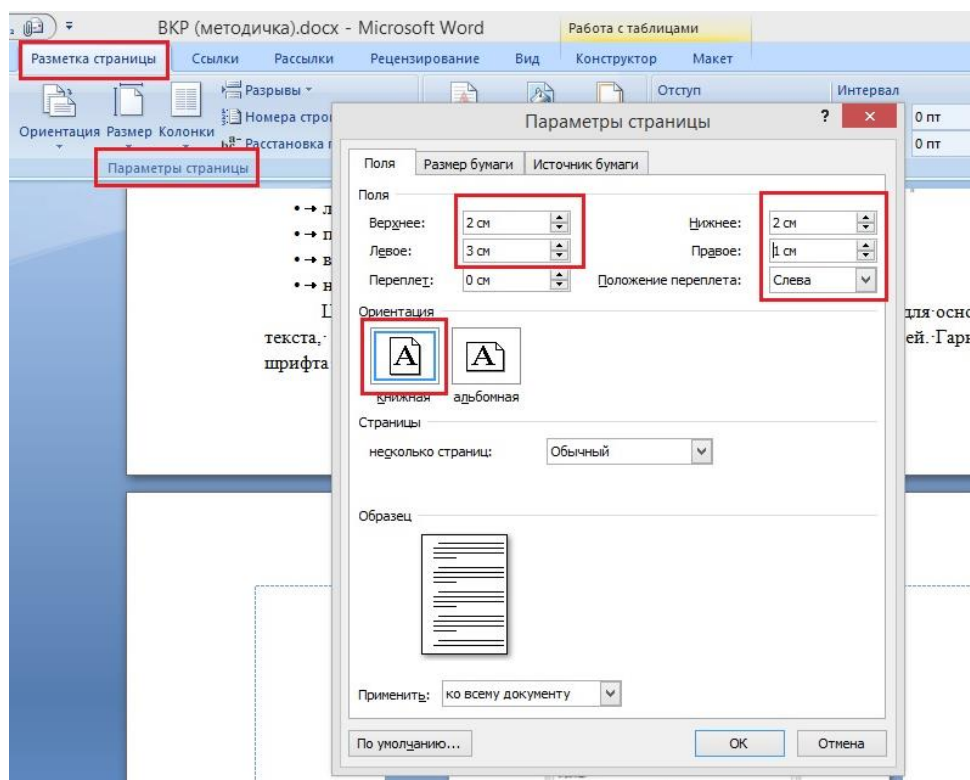 ВКР (методичка).docx - Microsoft Word
Работа с таблицами
Разметка страницы Ссылки Рассылки Рецензирование Вид Конструктор Макет
Разрывы
Отступ Интервал
Номера стро
0 пт
Ориентация Размер Колонки
Расстановка
0 пт
Параметры страницы
Параметры страницы ? ×
Поля Размер бумаги Источник бумаги
Поля
Верхнее: 2 см Нижнее: 2 см
Левое: 3 см Правое: 1 см
Переплет: 0 см Положение переплета: Слева
Ориентация
А А
книжная альбомная
Страницы
несколько страниц: Обычный
Образец
Применить: ко всему документу
По умолчанию... ОК Отмена
• → л
• → п
• → в
• → н
Ц для·осно
текста,· ей.·Гарн
шрифта